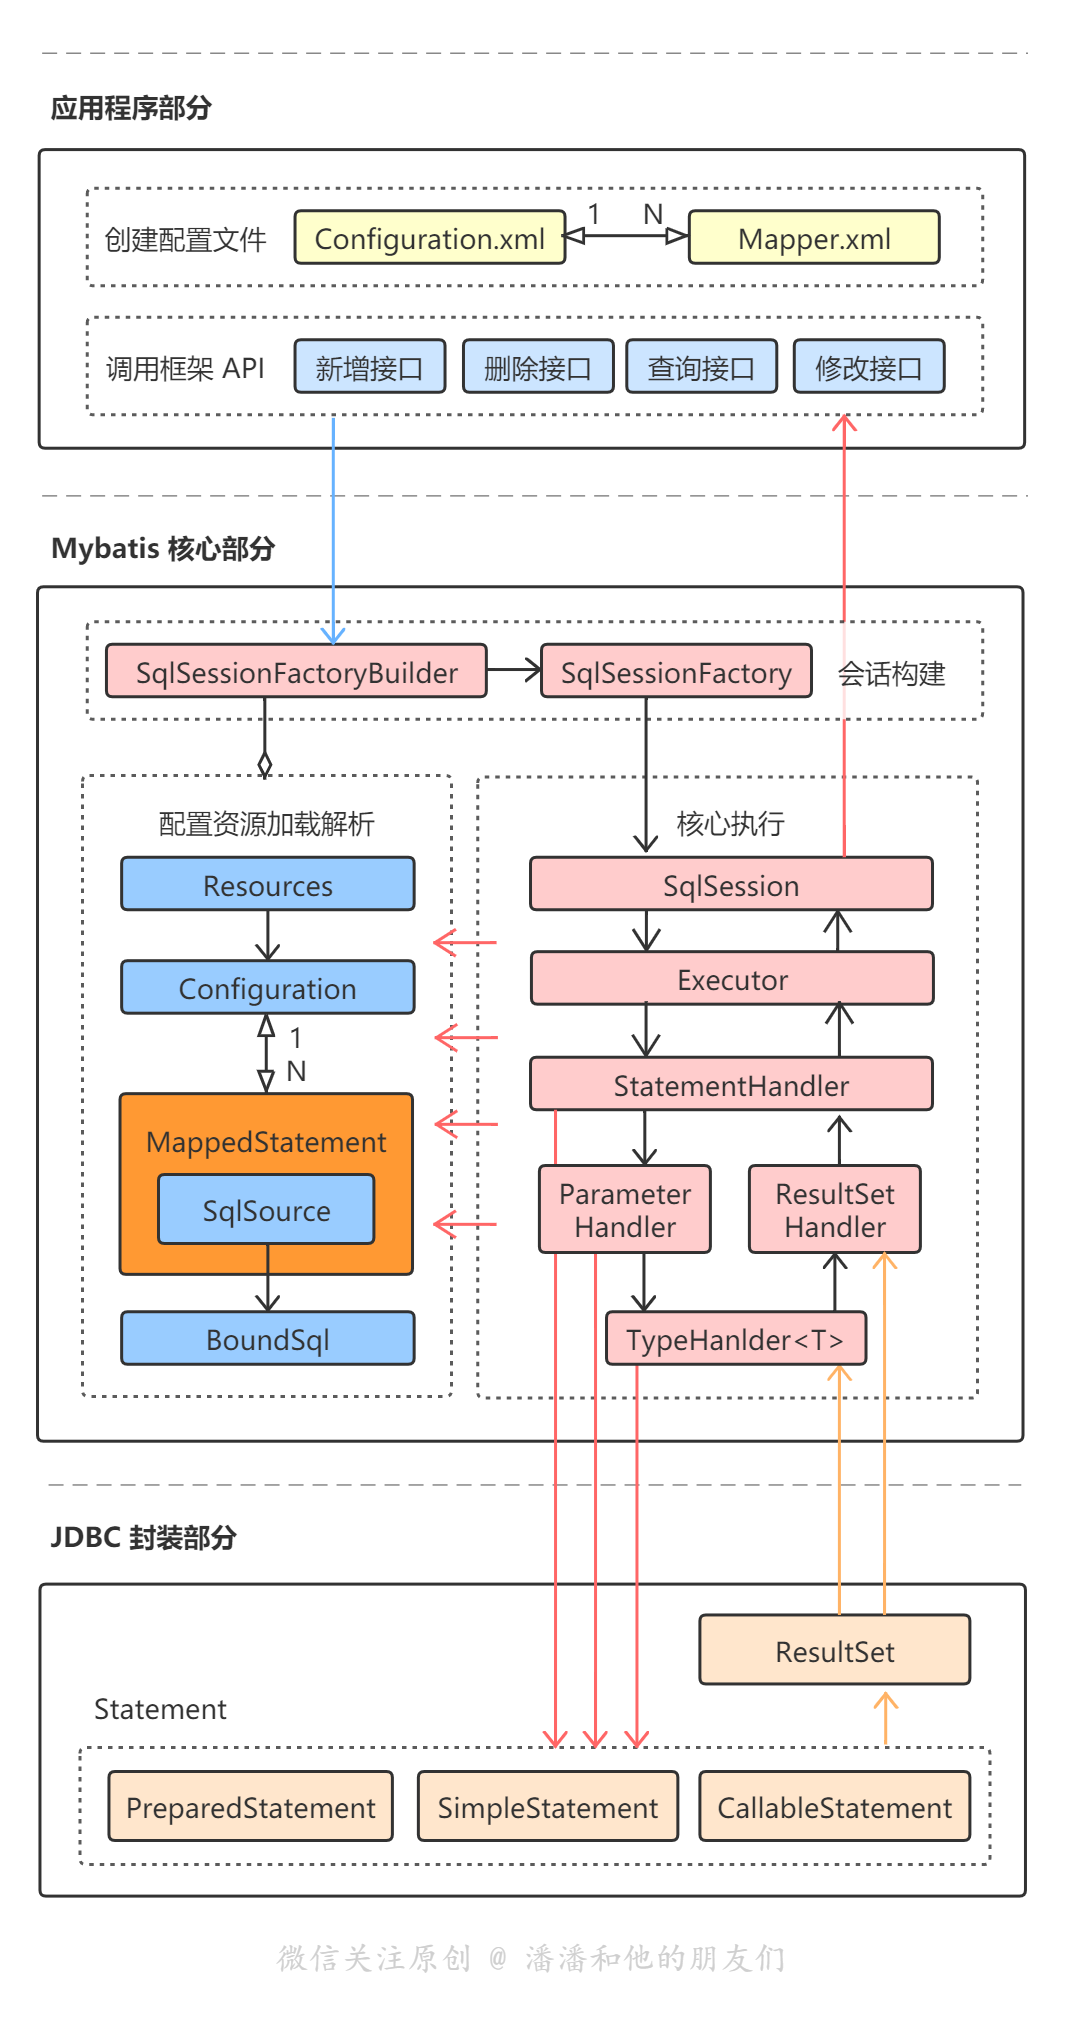 应用程序部分
创建配置文件
Configuration.xml
1
N
Mapper.xml
调用框架 API
新增接口
删除接口
查询接口
修改接口
Mybatis 核心部分
SqlSessionFactoryBuilder
SqlSessionFactory
会话构建
配置资源加载解析
Resources
Configuration
1
N
MappedStatement
SqlSource
BoundSql
核心执行
SqlSession
Executor
StatementHandler
Parameter
Handler
ResultSet
Handler
TypeHanlder<T>
JDBC 封装部分
ResultSet
Statement
PreparedStatement
SimpleStatement
CallableStatement
微信关注原创 @ 潘潘和他的朋友们